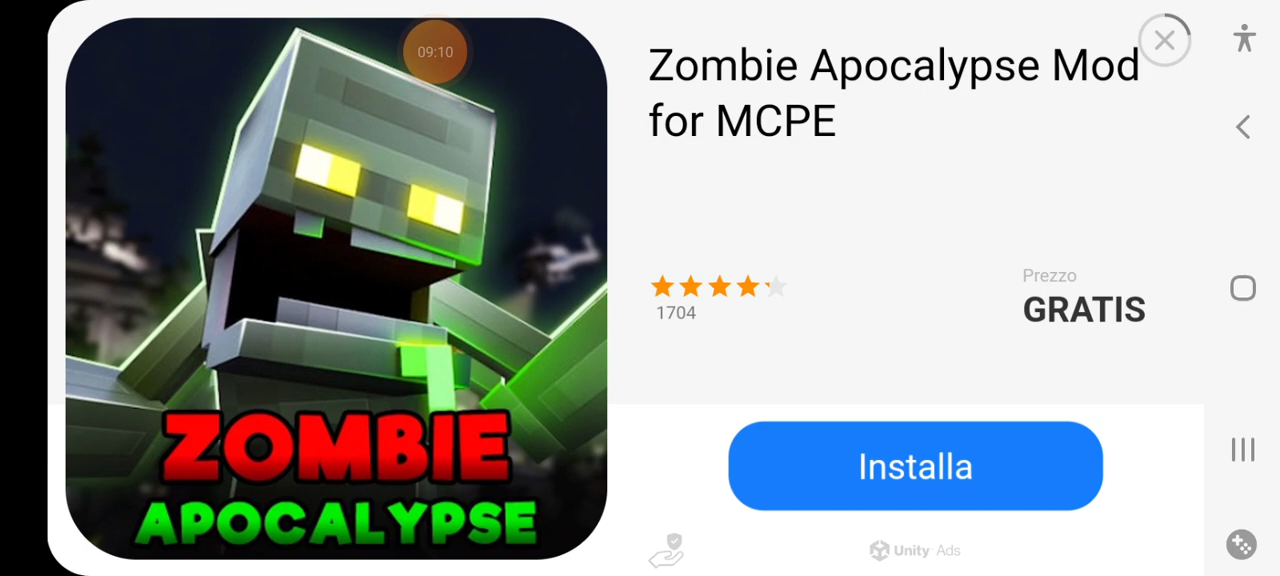 09:10
Zombie Apocalypse Mod
for MCPE
1704
Prezzo
GRATIS
ZOMBIE
APOCALYPSE
Installa
Unity Ads